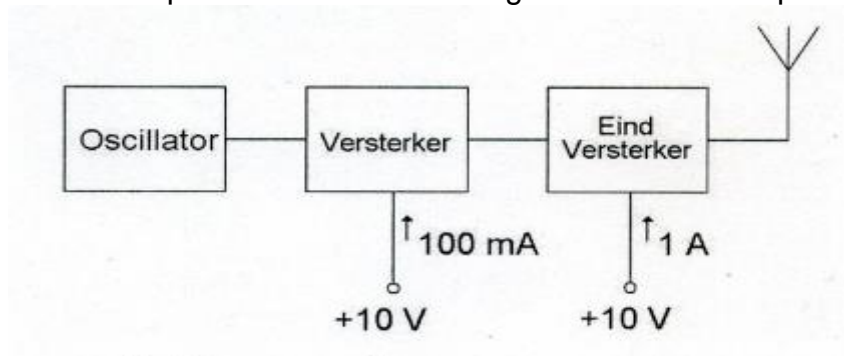 Oscillator
Versterker
Eind
Versterker
↑100 mA
↑1 A
+10 V
+10 V